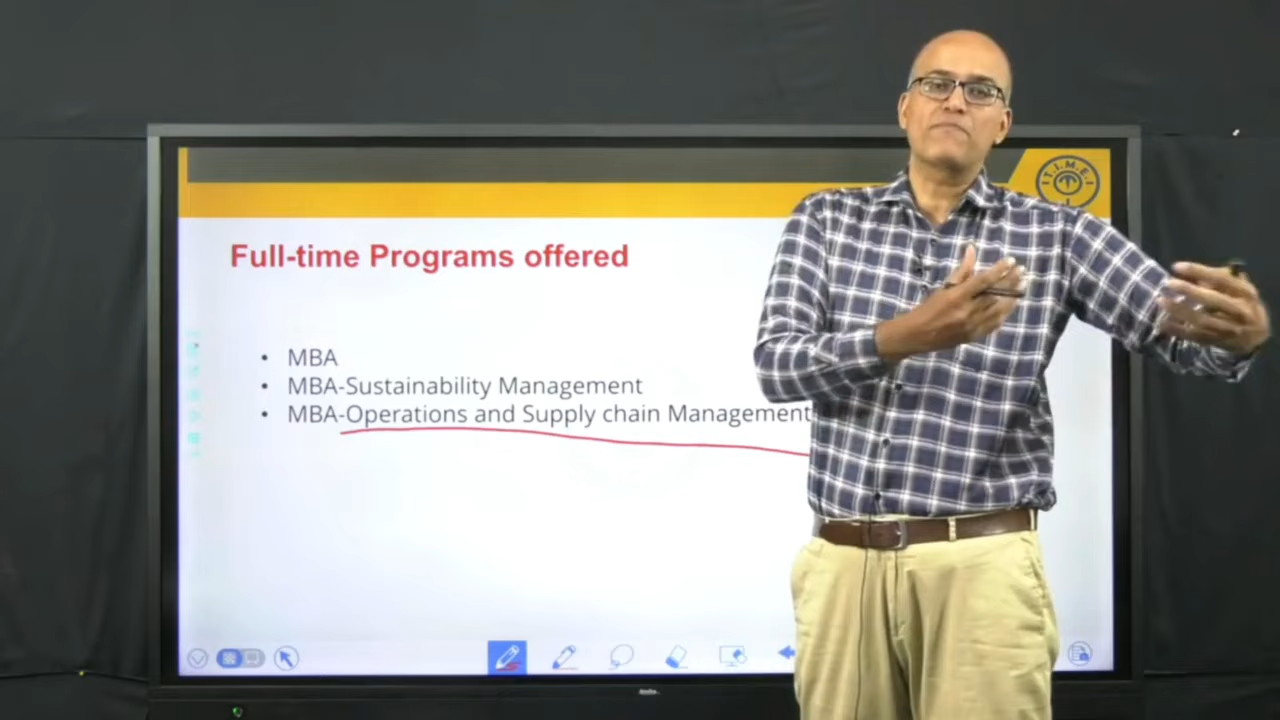 T.I.M.E.
Full-time Programs offered
• MBA
• MBA-Sustainability Management
• MBA-Operations and Supply chain Management